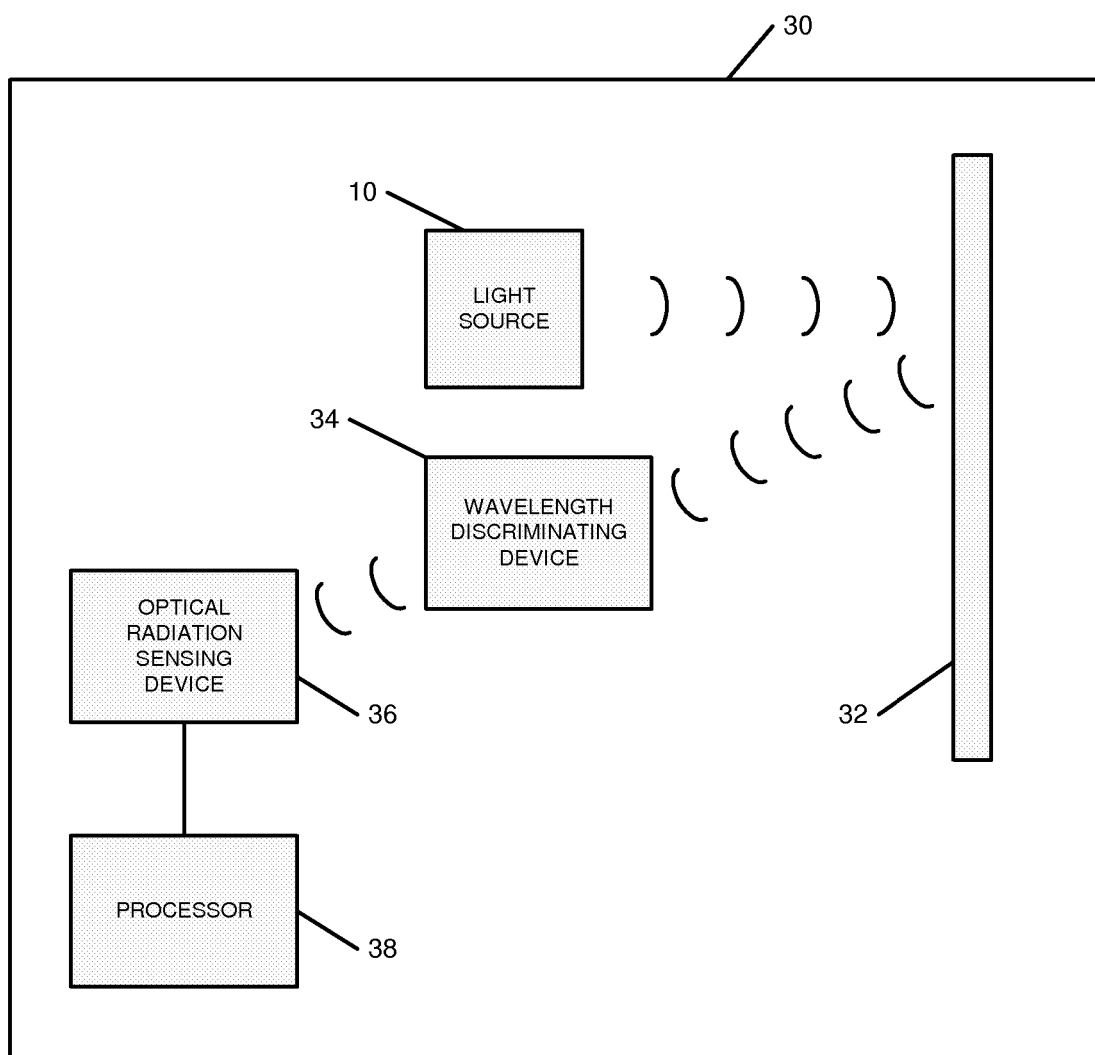 30
10
LIGHT
SOURCE
34
WAVELENGTH
DISCRIMINATING
DEVICE
OPTICAL
RADIATION
SENSING
DEVICE
36
32
PROCESSOR
38